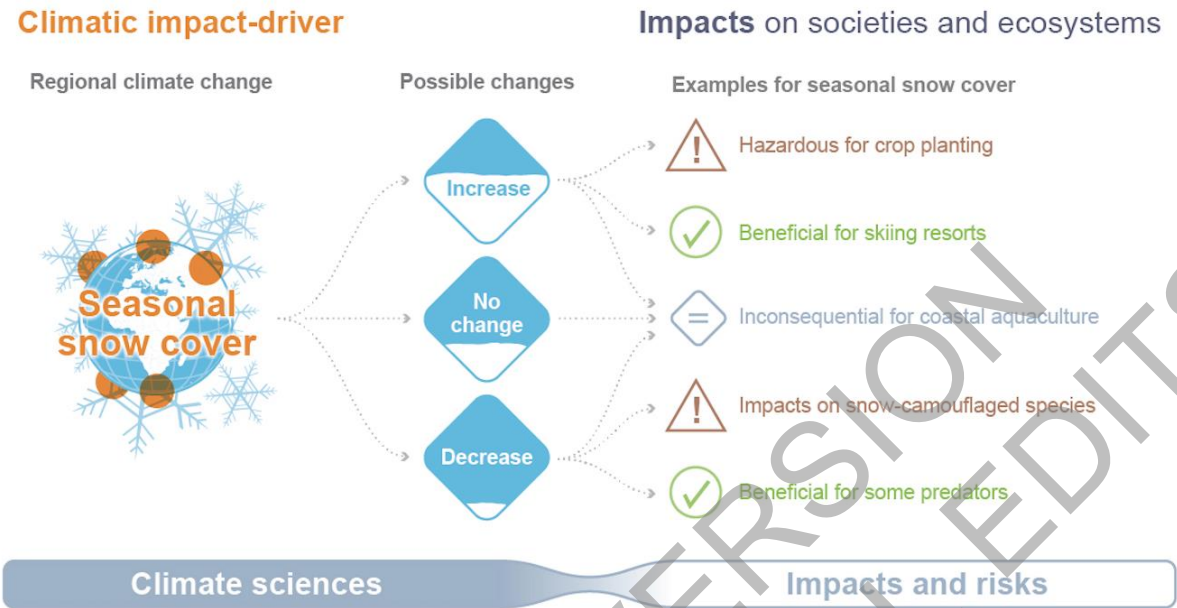 Climatic impact-driver
Impacts on societies and ecosystems
Regional climate change
Possible changes
Examples for seasonal snow cover
Seasonal
snow cover
Increase
No
change
Decrease
Hazardous for crop planting
Beneficial for skiing resorts
Inconsequential for coastal aquaculture
Impacts on snow-camouflaged species
Beneficial for some predators
Climate sciences
Impacts and risks
VERSION
EDITS